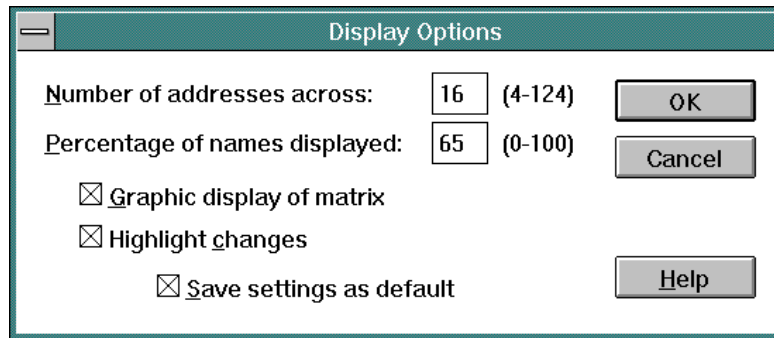 Display Options
Number of addresses across: 16 (4-124)
OK
Percentage of names displayed: 65 (0-100)
Cancel
Graphic display of matrix
Highlight changes
Save settings as default
Help